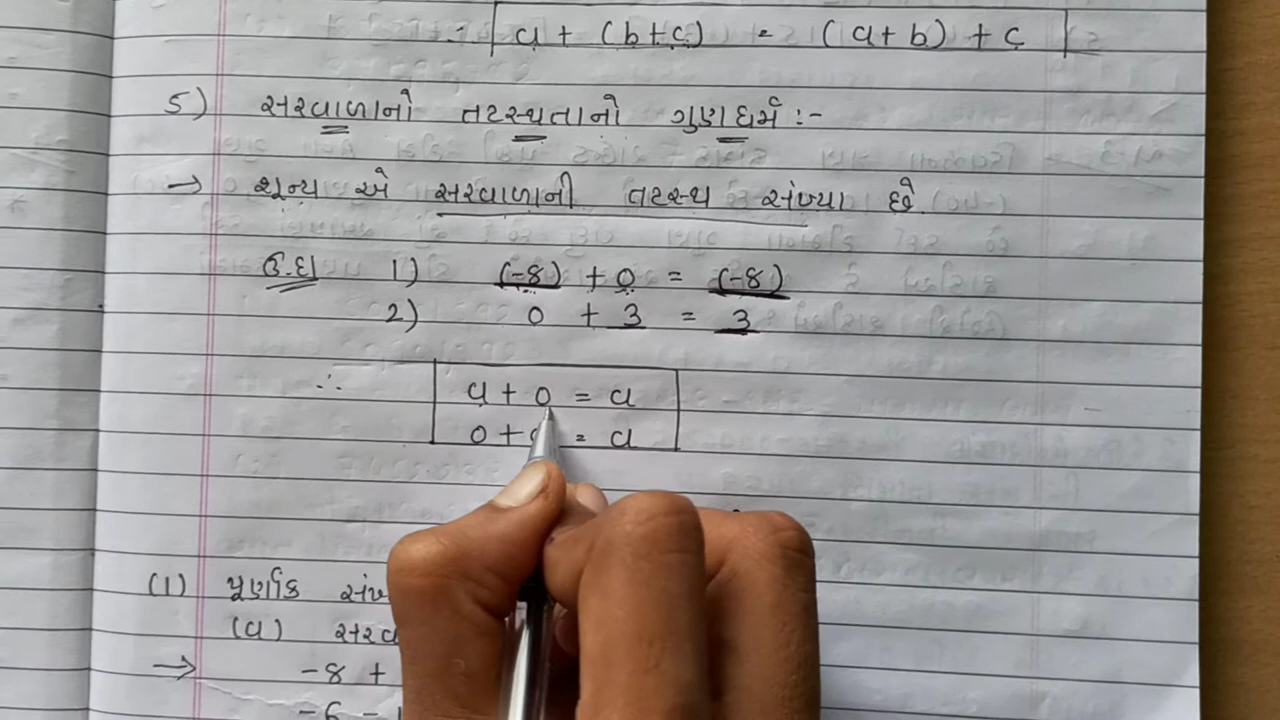 ∴ a + (b+c) = (a+b) + c
5) સરવાળાનો તટસ્થતાનો ગુણધર્મ :-
→ શૂન્ય એ સરવાળાની તટસ્થ સંખ્યા છે.
ઉ.દા 1) (-8) + 0 = (-8)
2) 0 + 3 = 3
∴ a + 0 = a
0 + = a
(1) પૂર્ણાંક
(a)
→ -8 +
-6 -